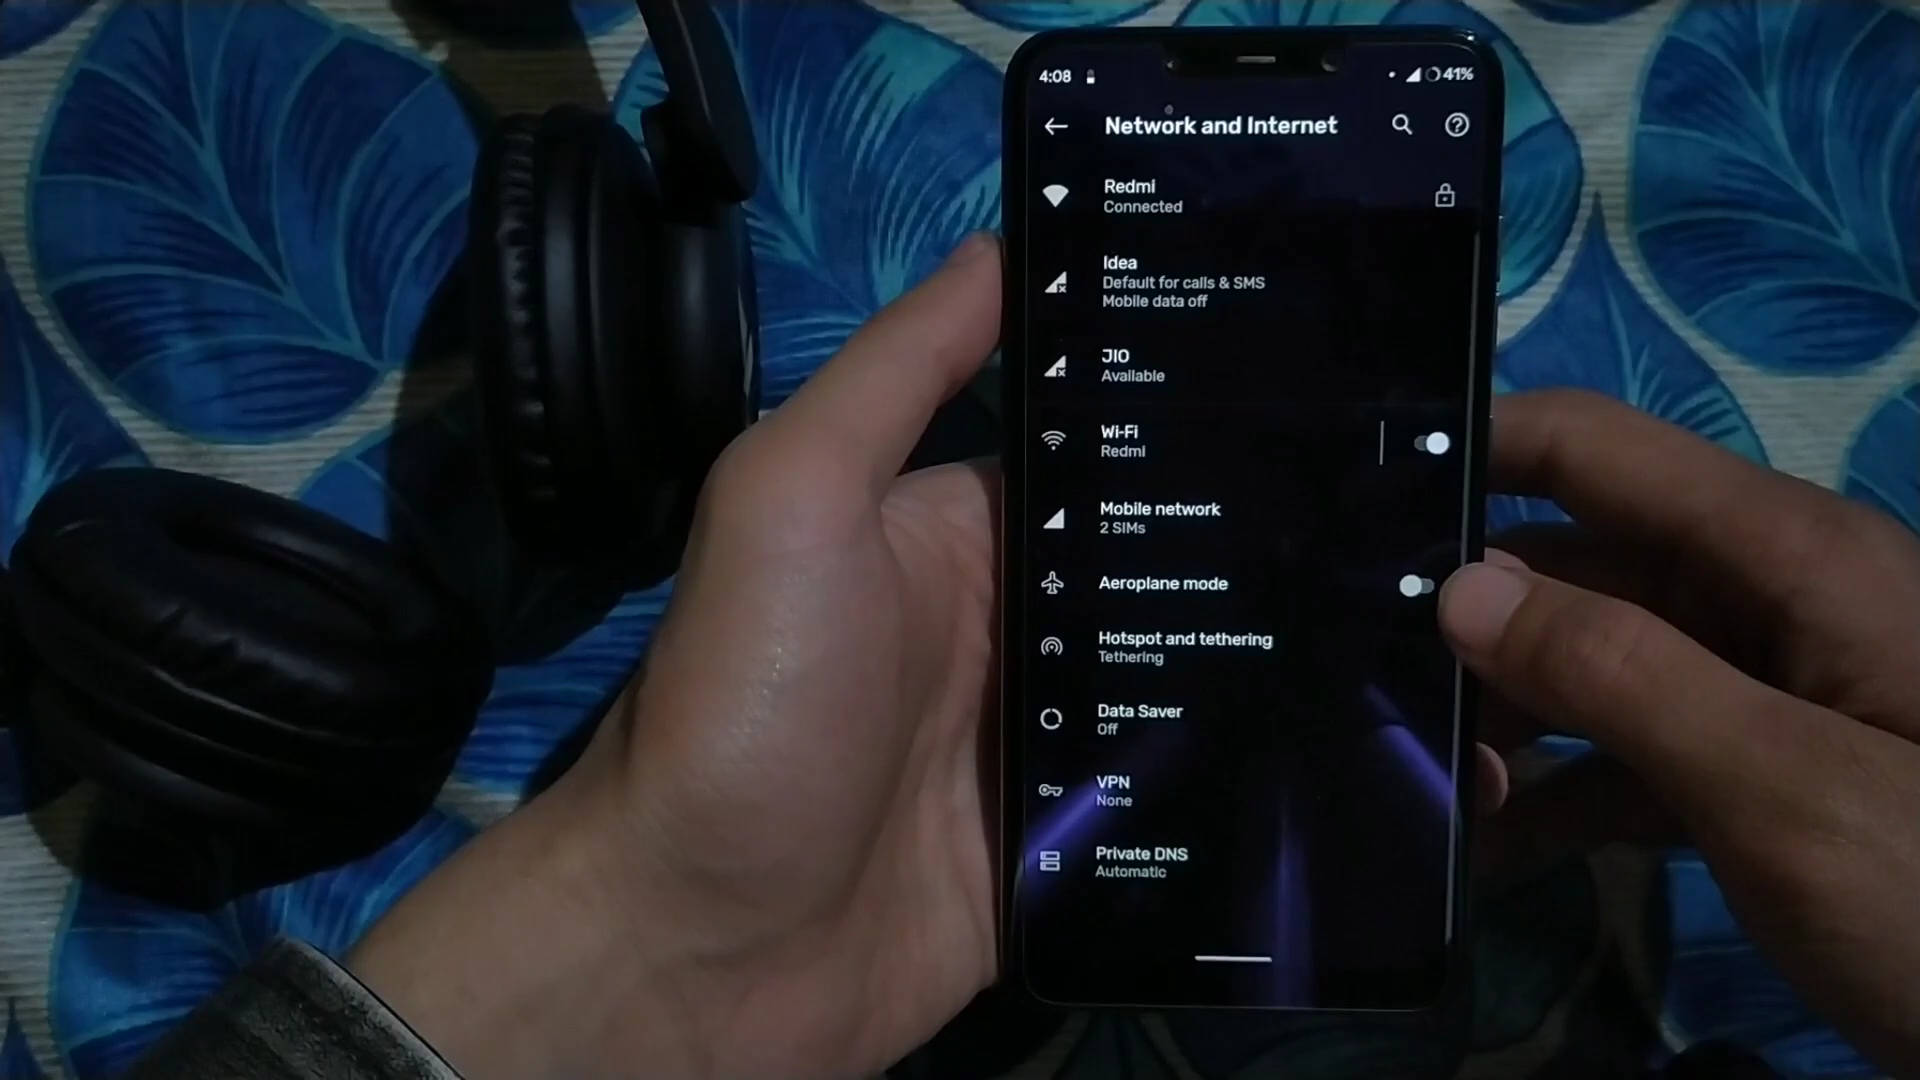 4:08
41%
Network and Internet
Redmi
Connected
Idea
Default for calls & SMS
Mobile data off
JIO
Available
Wi-Fi
Redmi
Mobile network
2 SIMs
Aeroplane mode
Hotspot and tethering
Tethering
Data Saver
Off
VPN
None
Private DNS
Automatic